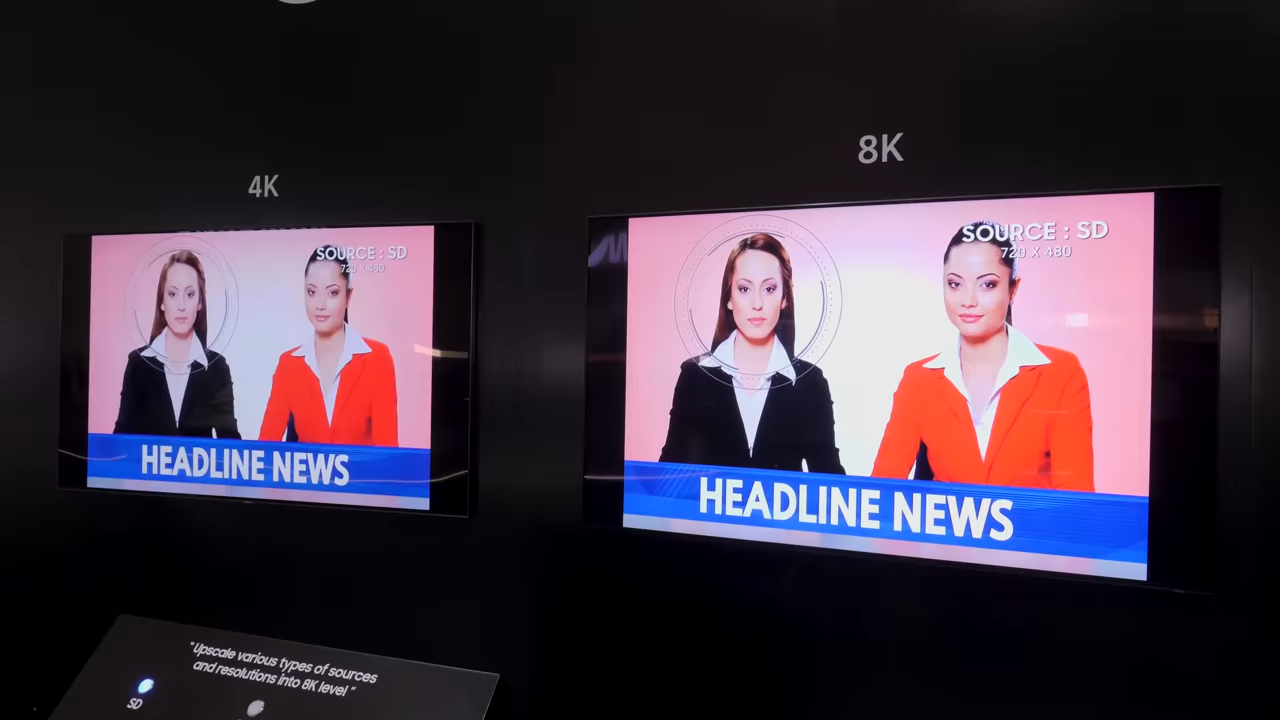 4K
SOURCE : SD
720 X 480
HEADLINE NEWS
8K
SOURCE : SD
720 X 480
HEADLINE NEWS
"Upscale various types of sources
and resolutions into 8K level"
SD